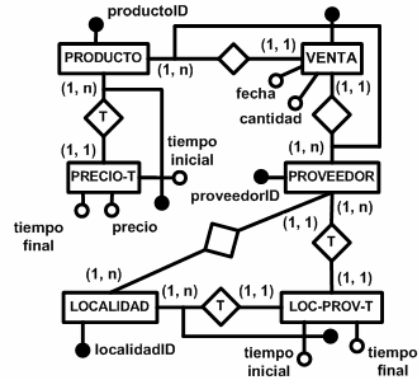 productoID
PRODUCTO
(1, n)
(1, 1)
VENTA
(1, n)
fecha
cantidad
(1, 1)
T
(1, 1)
tiempo
inicial
(1, n)
PRECIO-T
proveedorID
PROVEEDOR
tiempo
final
precio
(1, n)
(1, 1)
T
(1, n)
(1, n)
(1, 1)
(1, 1)
LOCALIDAD
T
LOC-PROV-T
localidadID
tiempo
inicial
tiempo
final